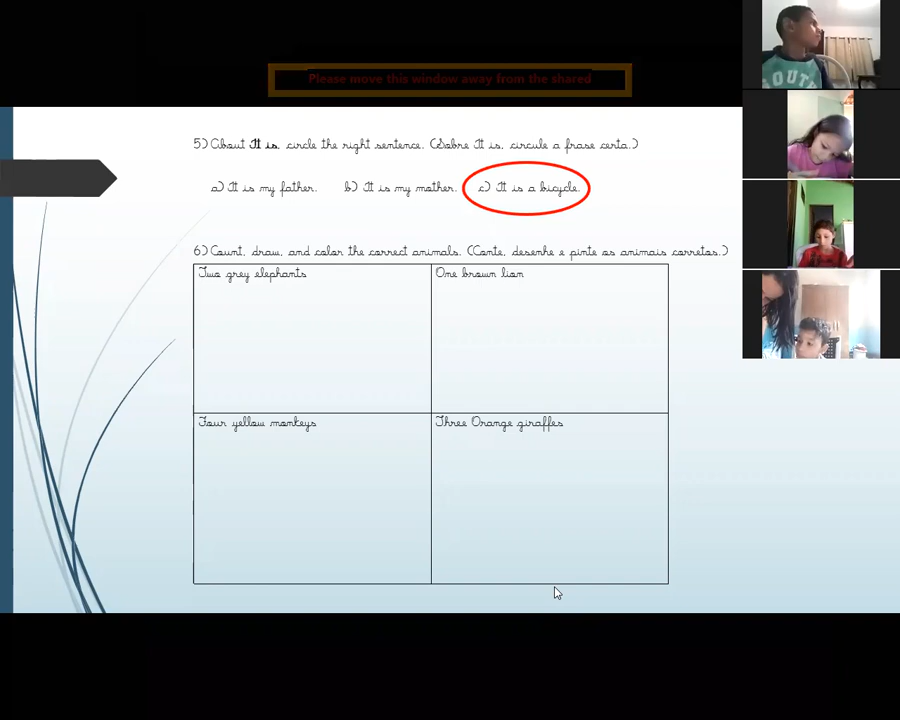 Please move this window away from the shared
5) About It is, circle the right sentence. (Sobre It is, circule a frase certa.)
a) It is my father. b) It is my mother. c) It is a bicycle.
6) Count, draw, and color the correct animals. (Conte, desenhe e pinte os animais corretos.)
Two grey elephants
One brown lion
Four yellow monkeys
Three Orange giraffes
SOUTH